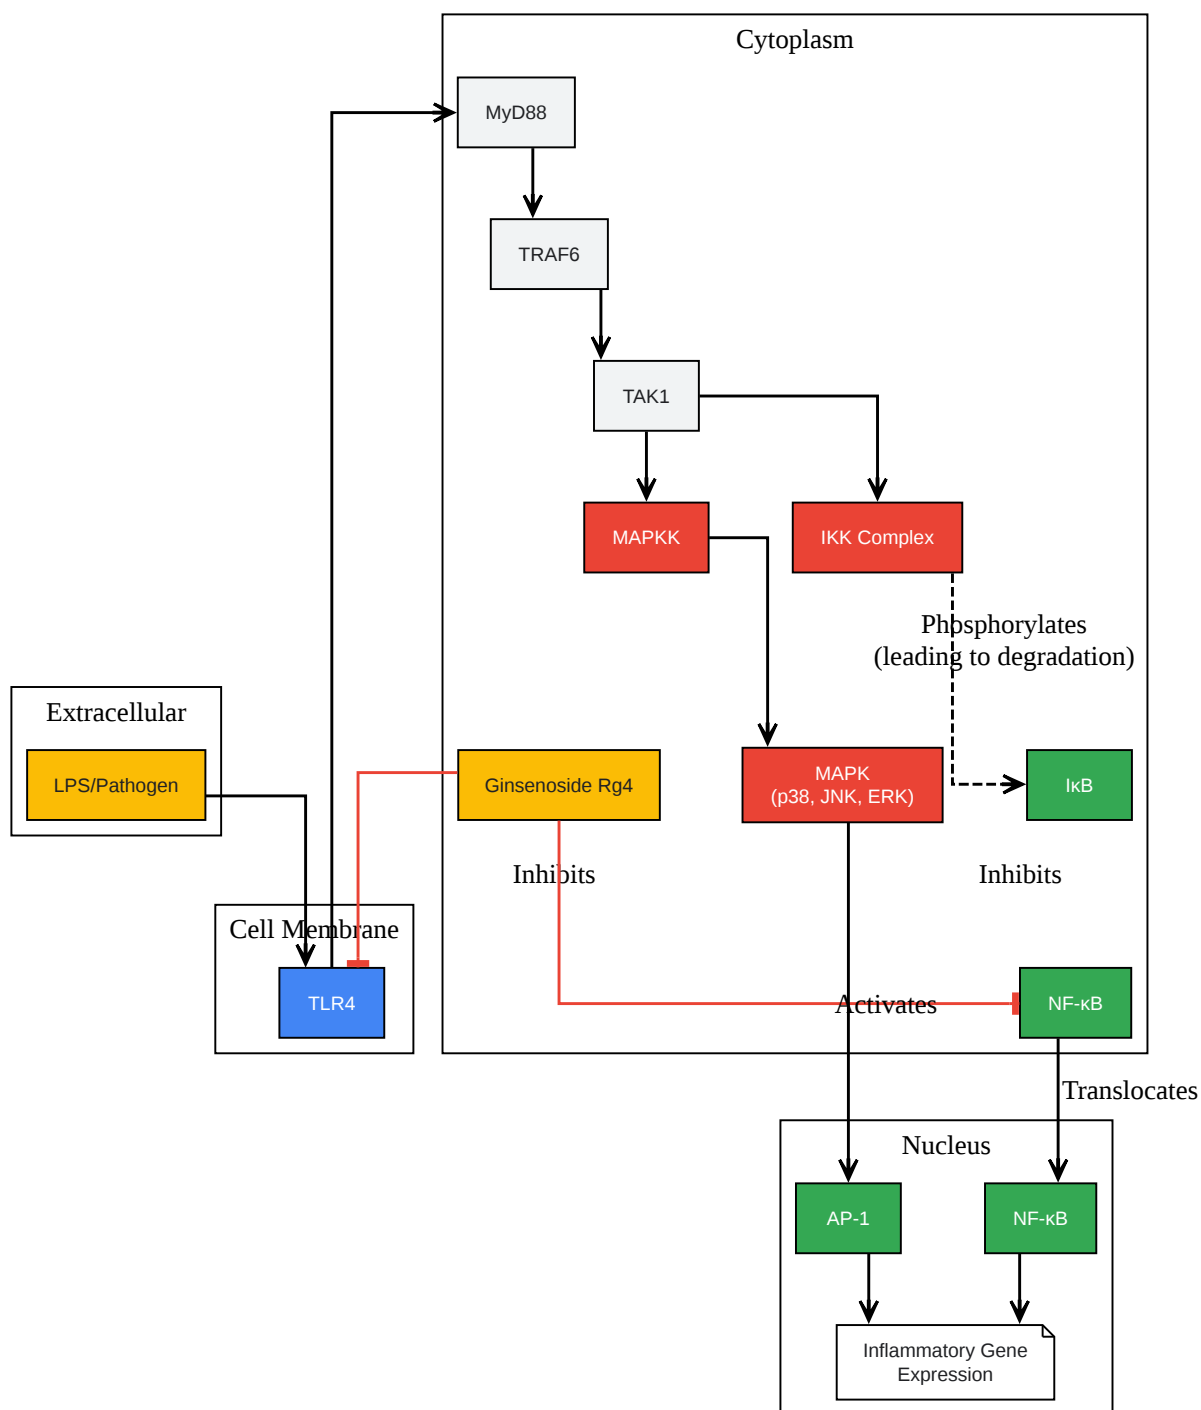 Cytoplasm
MyD88
TRAF6
TAK1
MAPKK
IKK Complex
Phosphorylates
(leading to degradation)
Extracellular
LPS/Pathogen
Ginsenoside Rg4
MAPK
(p38, JNK, ERK)
IκB
Inhibits
Inhibits
Cell Membrane
TLR4
Activates
NF-κB
Translocates
Nucleus
AP-1
NF-κB
Inflammatory Gene
Expression